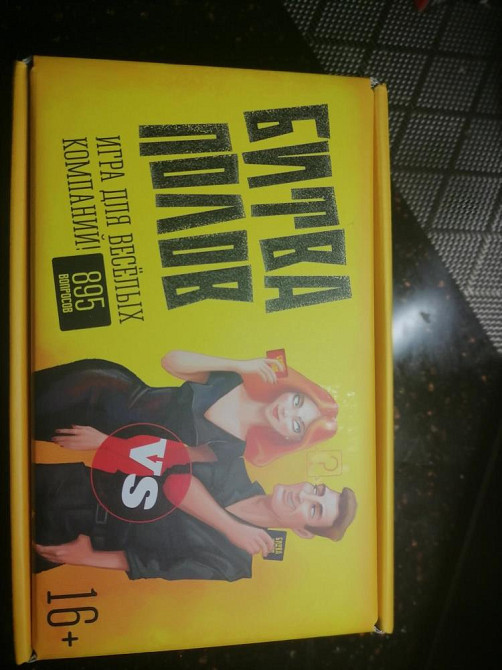 БИТВА
ПОЛОВ
ИГРА ДЛЯ ВЕСЁЛЫХ
КОМПАНИЙ!
895
ВОПРОСОВ
VS
16+